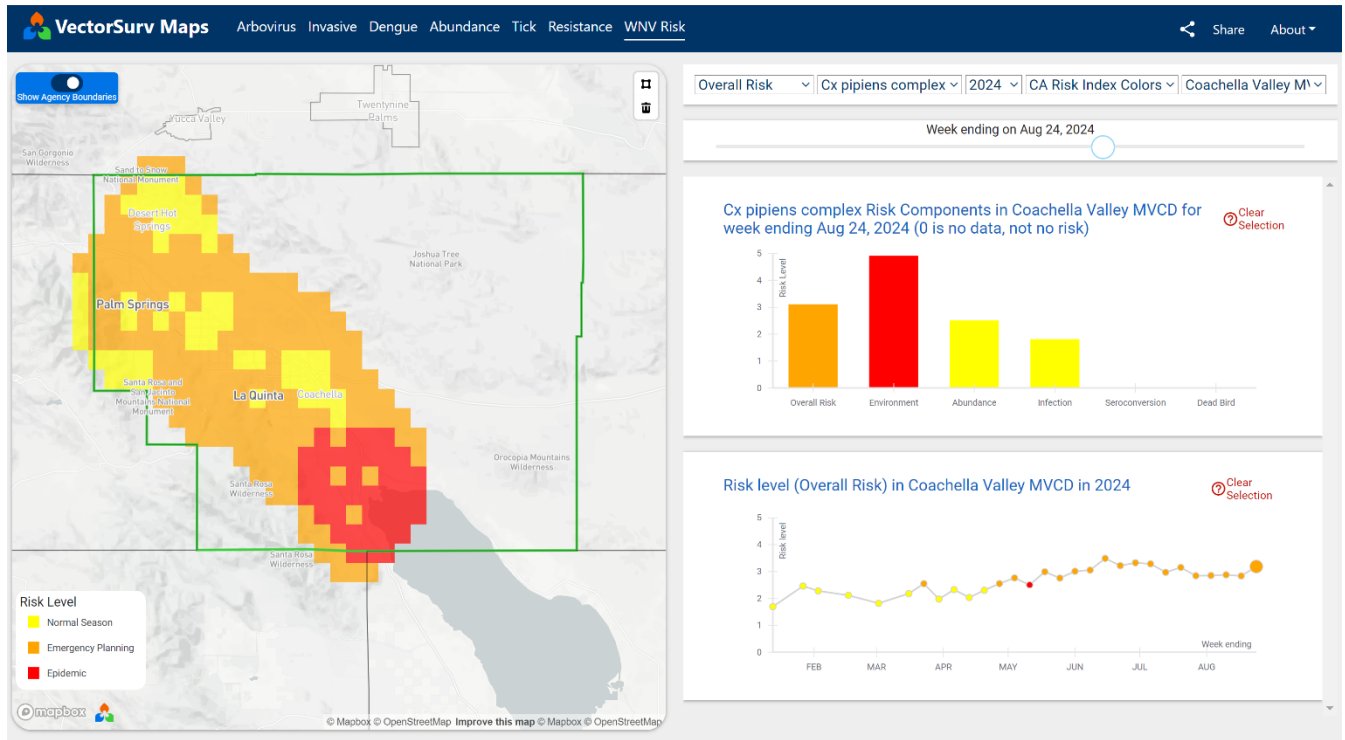 VectorSurv Maps
Arbovirus Invasive Dengue Abundance Tick Resistance WNV Risk
Share About
Show Agency Boundaries
Twentynine
Palms
Yucca Valley
San Gorgonio
Wilderness
Sand to Snow
National Monument
Desert Hot
Springs
Joshua Tree
National Park
Palm Springs
Santa Rosa and
San Jacinto
Mountains National
Monument
La Quinta
Coachella
Orocopia Mountains
Wilderness
Santa Rosa
Wilderness
Santa Rosa
Wilderness
Risk Level
Normal Season
Emergency Planning
Epidemic
mapbox
© Mapbox © OpenStreetMap Improve this map © Mapbox © OpenStreetMap
Overall Risk Cx pipiens complex 2024 CA Risk Index Colors Coachella Valley M
Week ending on Aug 24, 2024
Cx pipiens complex Risk Components in Coachella Valley MVCD for
week ending Aug 24, 2024 (0 is no data, not no risk)
Clear
Selection
5
4
3
2
1
0
Risk Level
Overall Risk Environment Abundance Infection Seroconversion Dead Bird
Risk level (Overall Risk) in Coachella Valley MVCD in 2024
Clear
Selection
5
4
3
2
1
0
Risk level
Week ending
FEB MAR APR MAY JUN JUL AUG